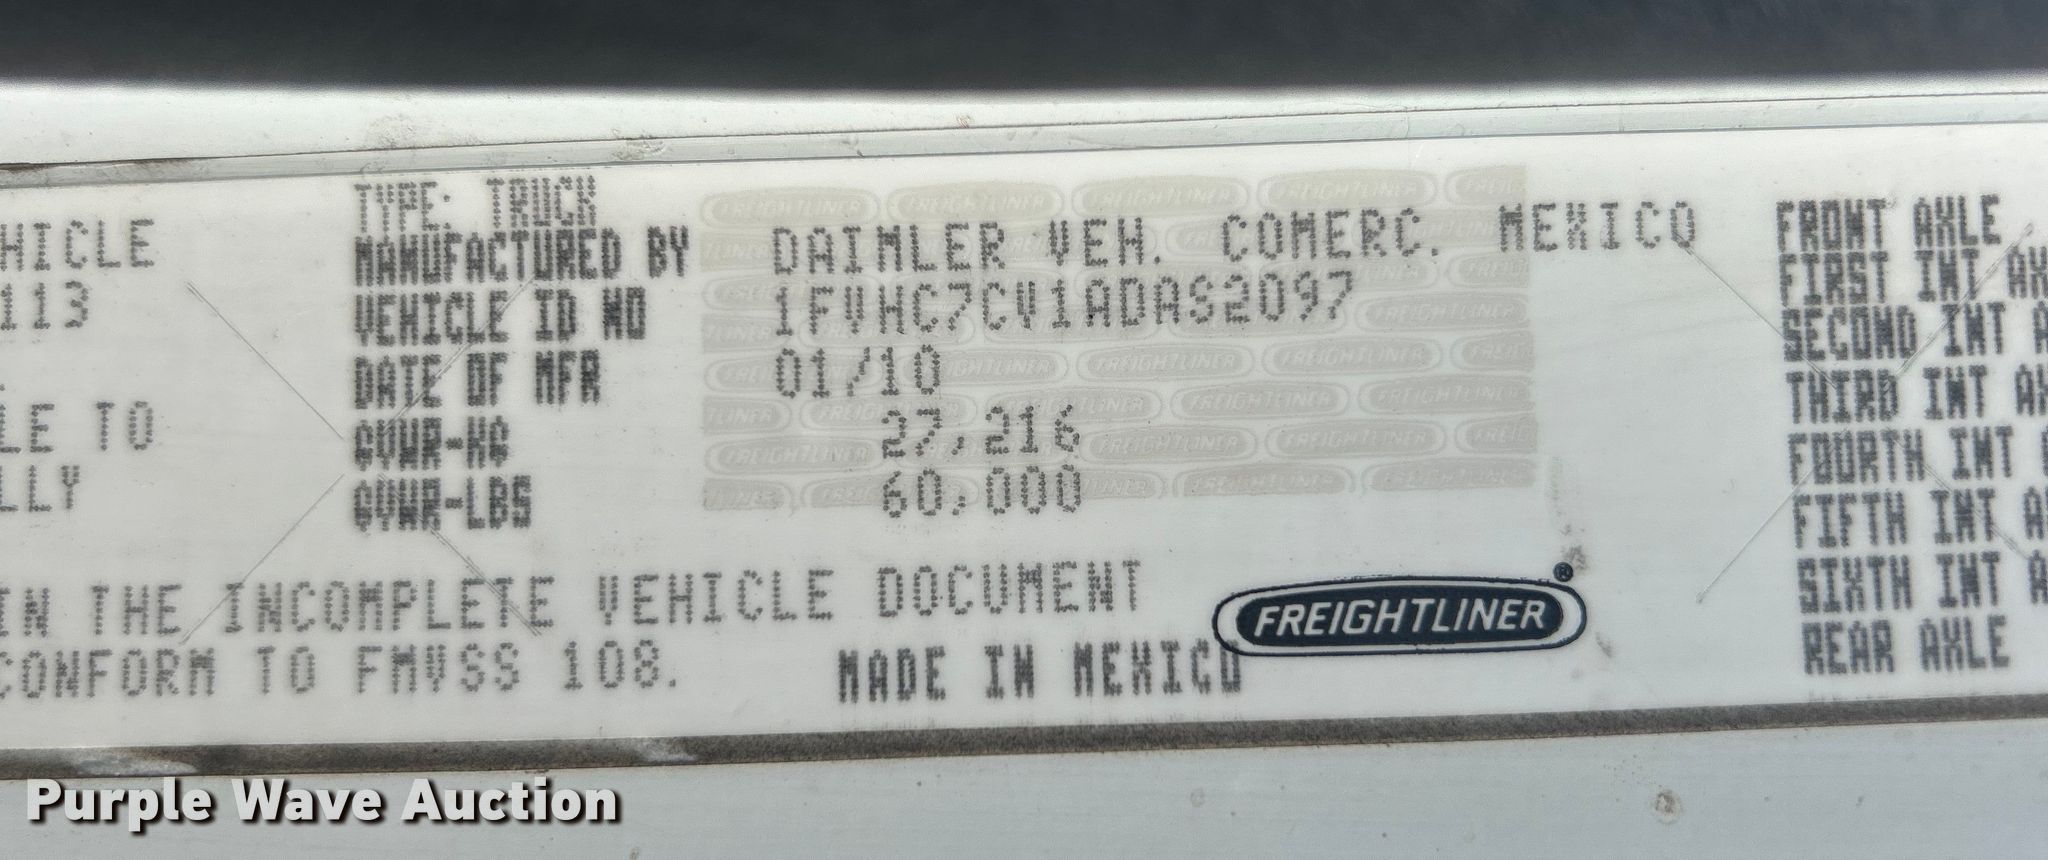 TYPE: TRUCK
HICLE MANUFACTURED BY DAIMLER VEH. COMERC. MEXICO FRONT AXLE
113 VEHICLE ID NO 1FVHC7CV1ADAS2097 FIRST INT AX
DATE OF MFR 01/10 SECOND INT A
LE TO GVWR-KG 27,216 THIRD INT AX
LLY GVWR-LBS 60,000 FOURTH INT
FIFTH INT A
IN THE INCOMPLETE VEHICLE DOCUMENT FREIGHTLINER® SIXTH INT A
CONFORM TO FMVSS 108. MADE IN MEXICO REAR AXLE
Purple Wave Auction